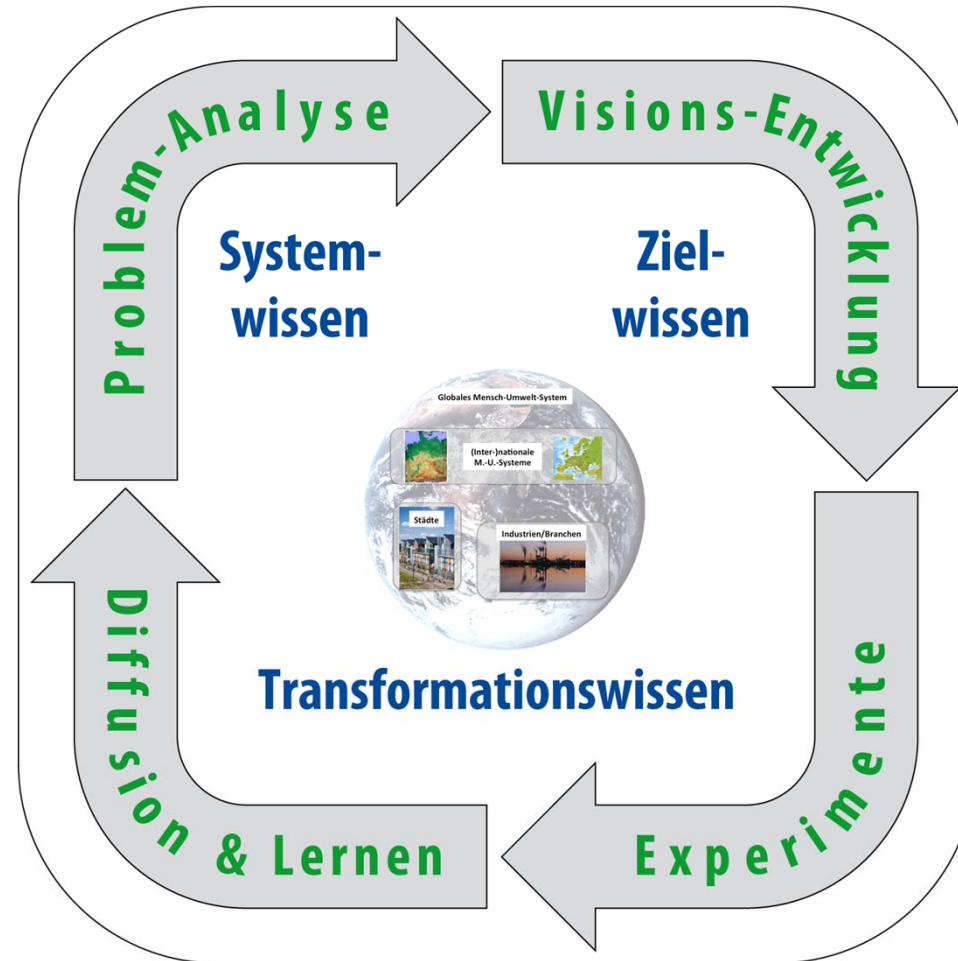 Problem-Analyse
Visions-Entwicklung
System-
wissen
Ziel-
wissen
Globales Mensch-Umwelt-System
(Inter-)nationale
M.-U.-Systeme
Städte
Industrien/Branchen
Transformationswissen
Experimente
Diffusion & Lernen